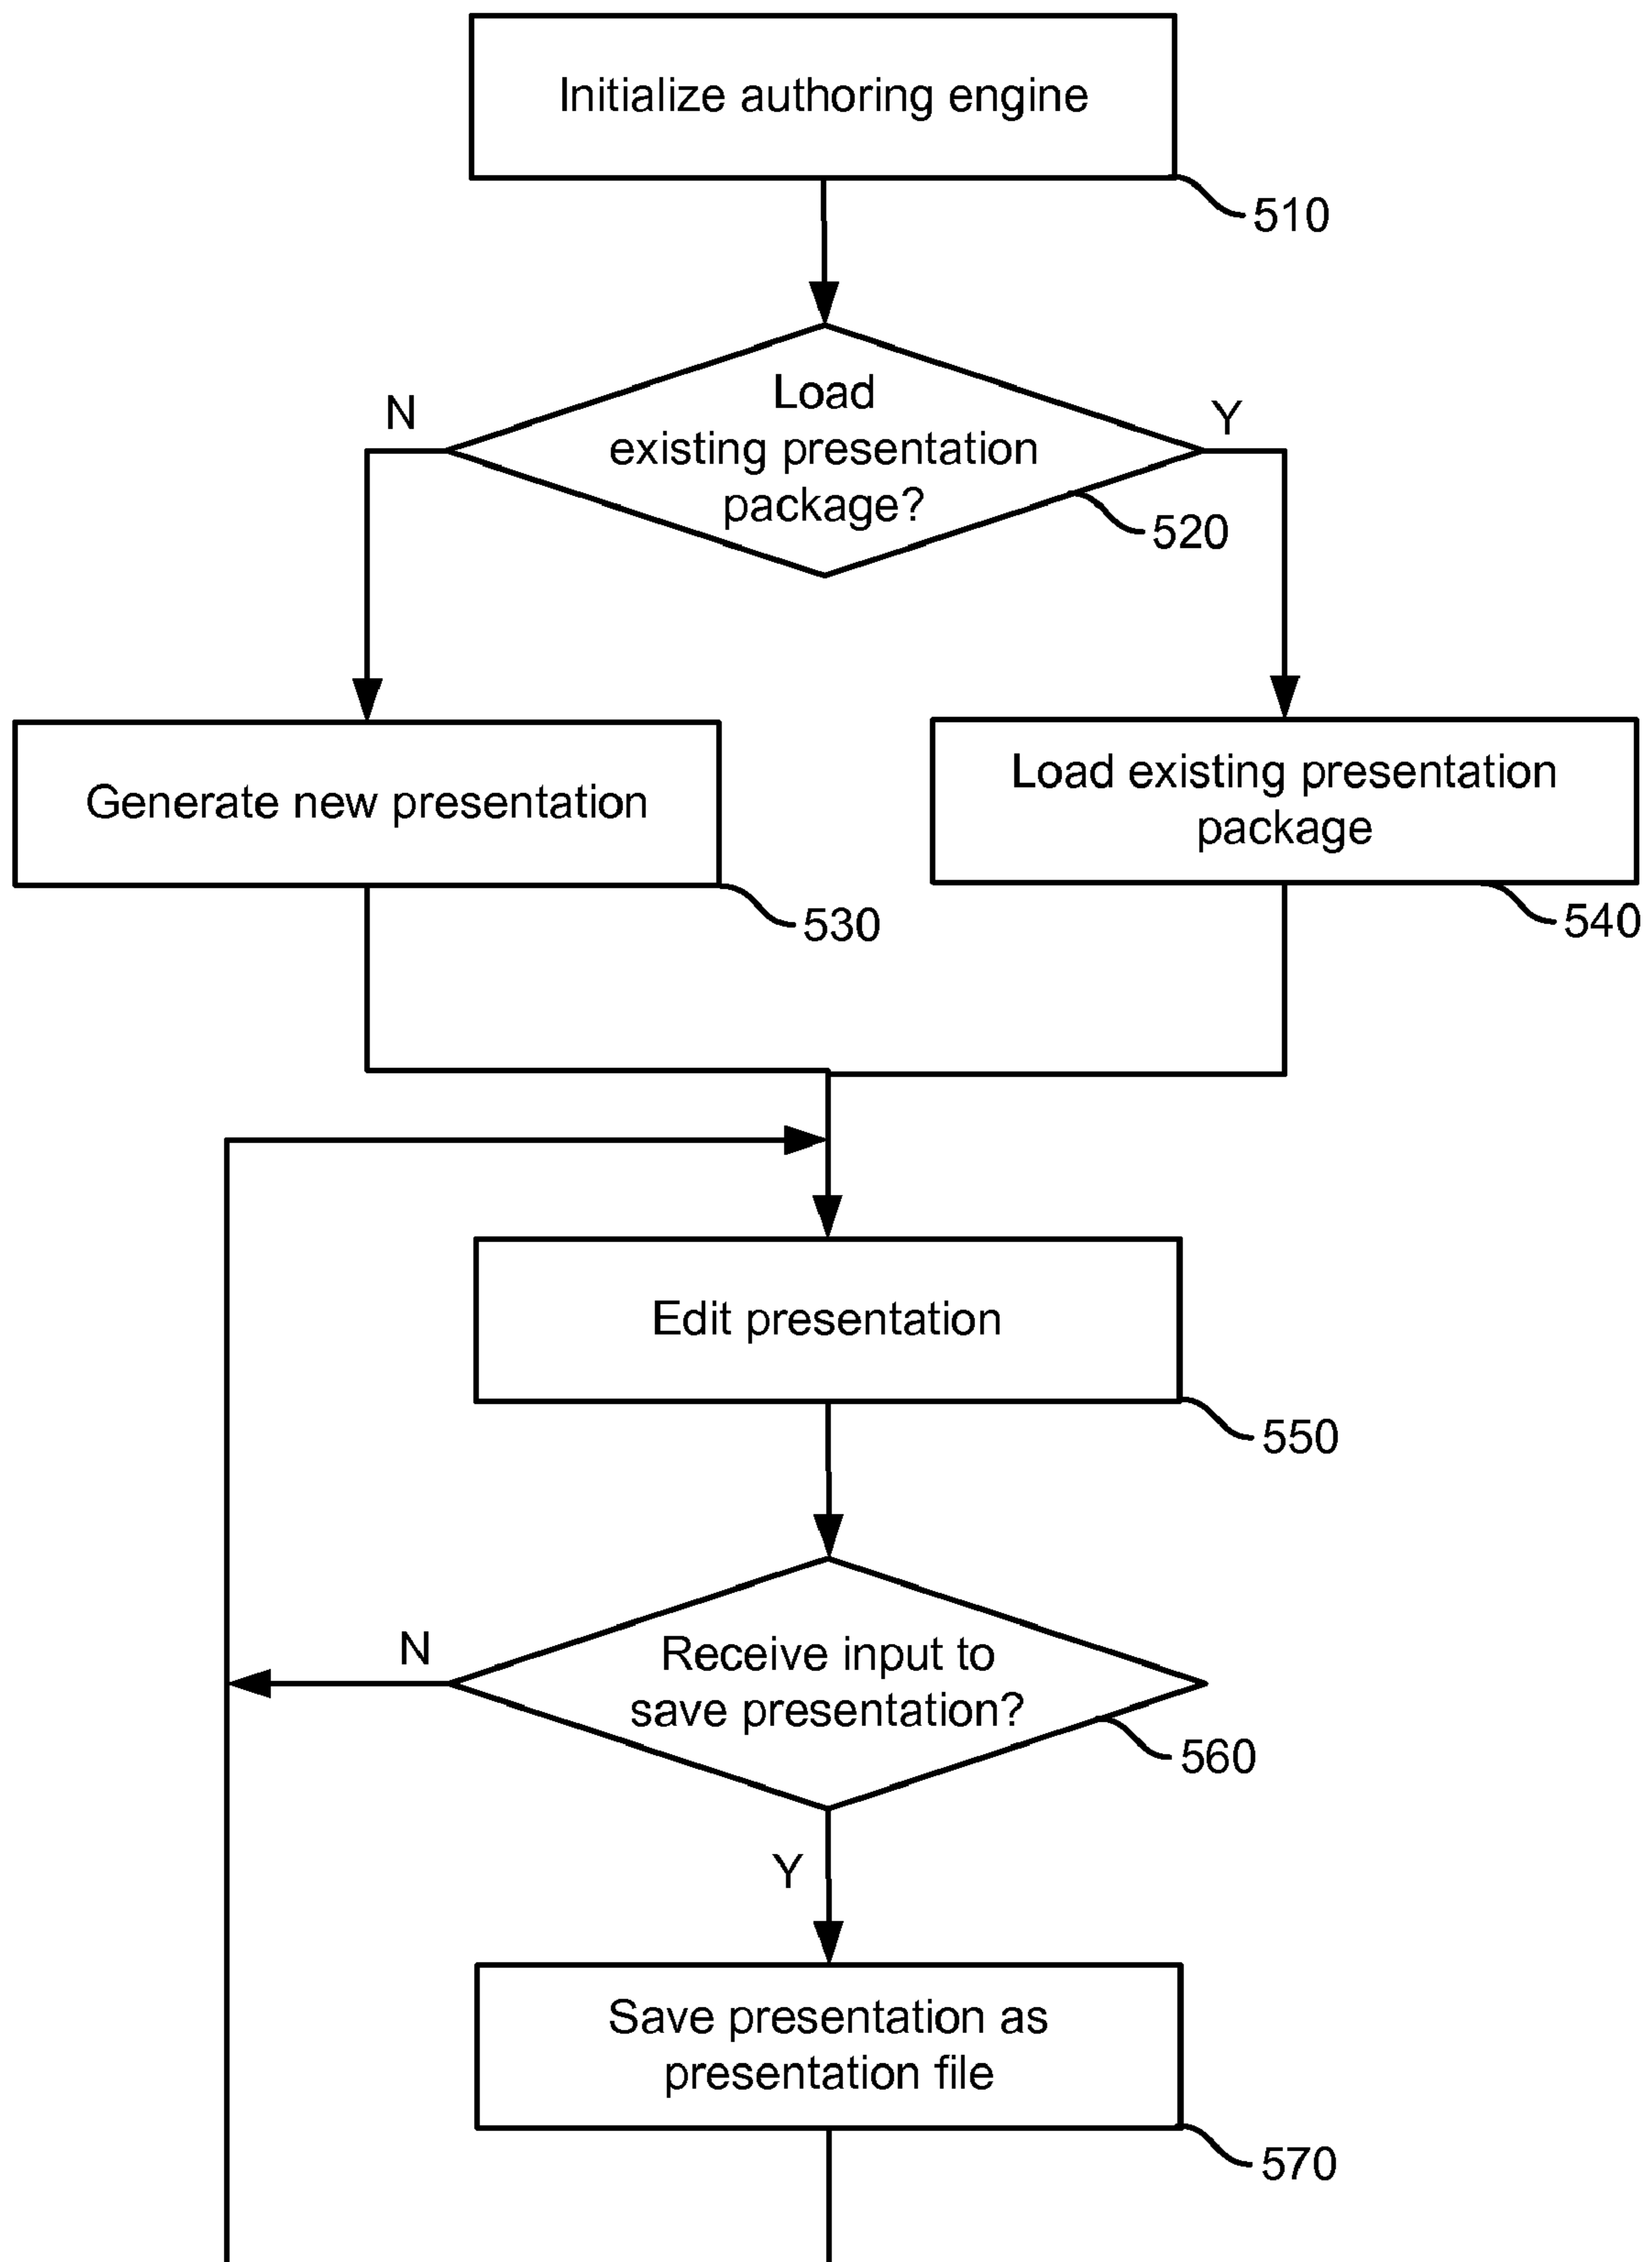 Initialize authoring engine
510
N
Load
Y
existing presentation
package?
520
Generate new presentation
530
Load existing presentation
package
540
Edit presentation
550
N
Receive input to
save presentation?
560
Y
Save presentation as
presentation file
570